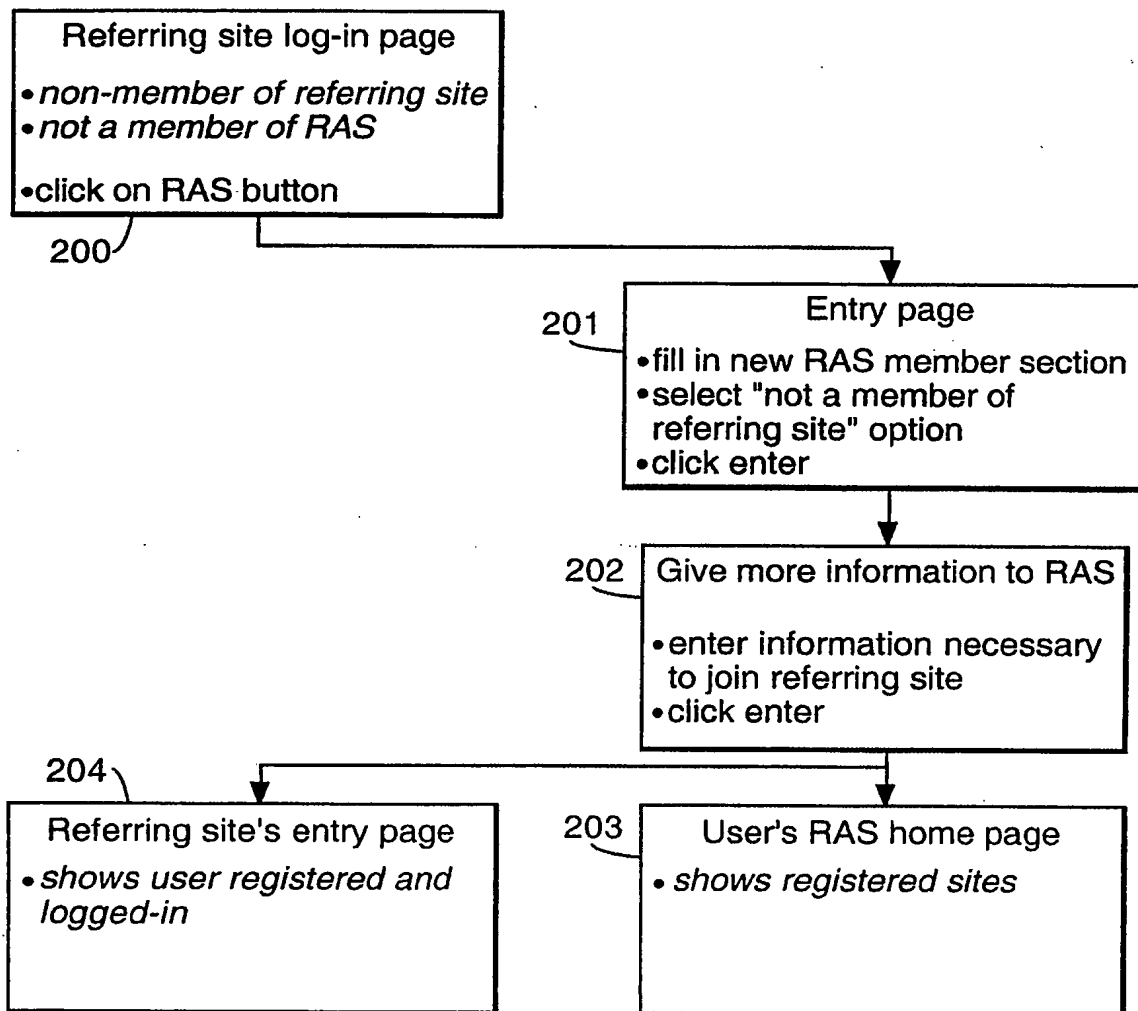 Referring site log-in page
•non-member of referring site
•not a member of RAS
•click on RAS button
200
201
Entry page
•fill in new RAS member section
•select "not a member of
referring site" option
•click enter
202
Give more information to RAS
•enter information necessary
to join referring site
•click enter
204
Referring site's entry page
•shows user registered and
logged-in
203
User's RAS home page
•shows registered sites